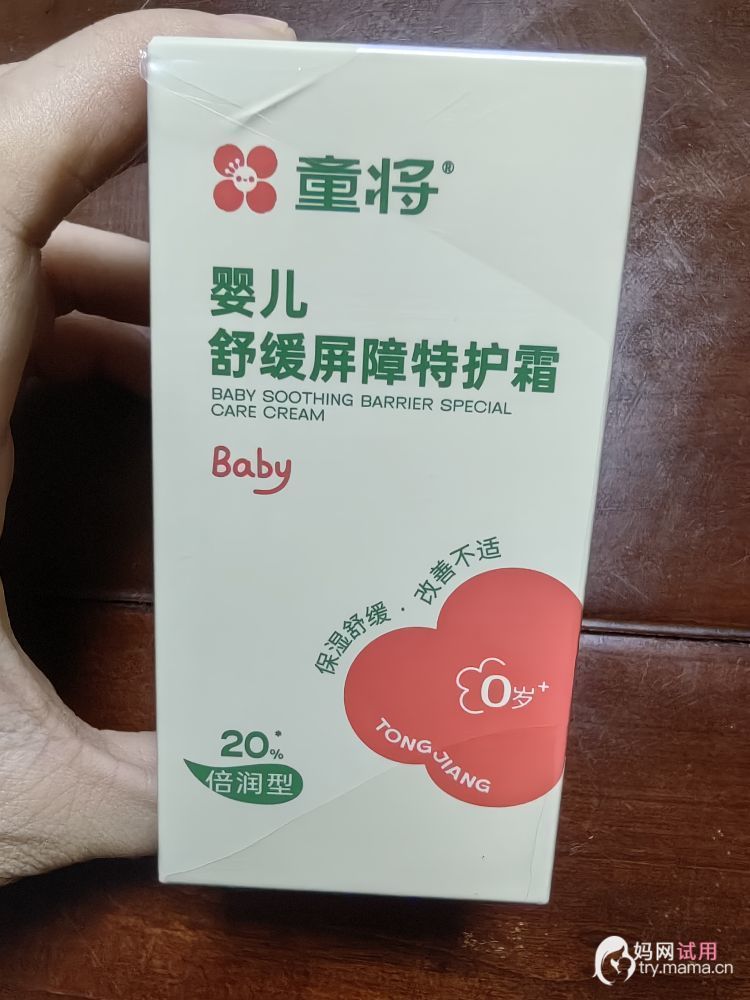 童将®
婴儿
舒缓屏障特护霜
BABY SOOTHING BARRIER SPECIAL
CARE CREAM
Baby
保湿舒缓·改善不适
0岁+
TONG JIANG
20%*
倍润型
妈网试用
try.mama.cn